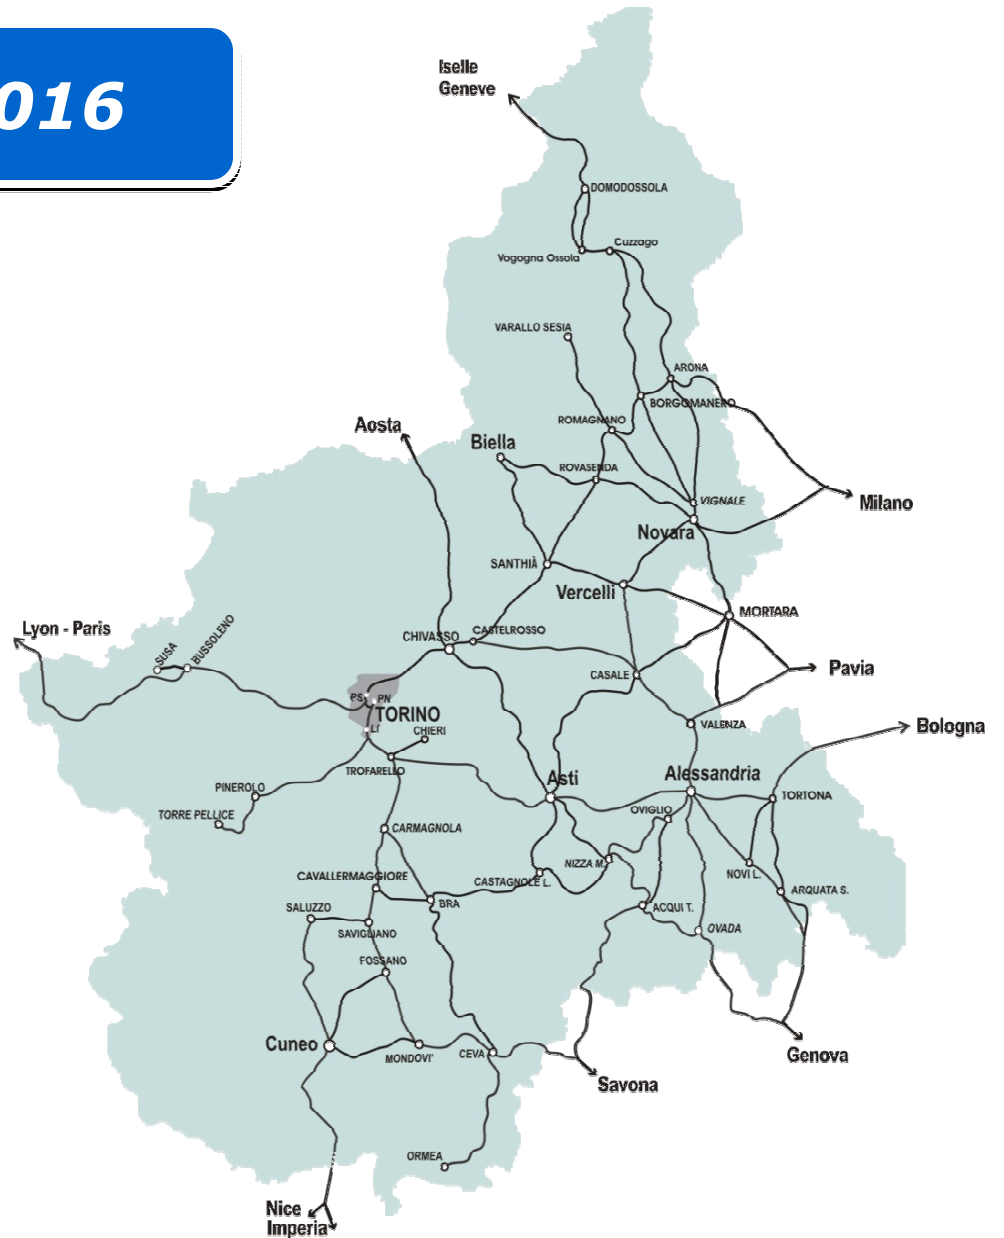 016
Iselle
Geneve
DOMODOSSOLA
Cuzzago
Vogogna Ossola
VARALLO SESIA
ARONA
BORGOMANERO
ROMAGNANO
Aosta
Biella
ROVASENDA
VIGNALE
Milano
Novara
SANTHIÀ
Vercelli
MORTARA
Lyon - Paris
SUSA
BUSSOLENO
CHIVASSO
CASTELROSSO
CASALE
Pavia
PS
PN
TORINO
LI
CHIERI
VALENZA
Bologna
TROFARELLO
PINEROLO
TORRE PELLICE
Asti
Alessandria
OVIGLIO
TORTONA
CARMAGNOLA
NIZZA M.
NOVI L.
CAVALLERMAGGIORE
CASTAGNOLE L.
ARQUATA S.
SALUZZO
BRA
ACQUI T.
SAVIGLIANO
OVADA
FOSSANO
Cuneo
MONDOVI'
CEVA
Genova
Savona
ORMEA
Nice
Imperia